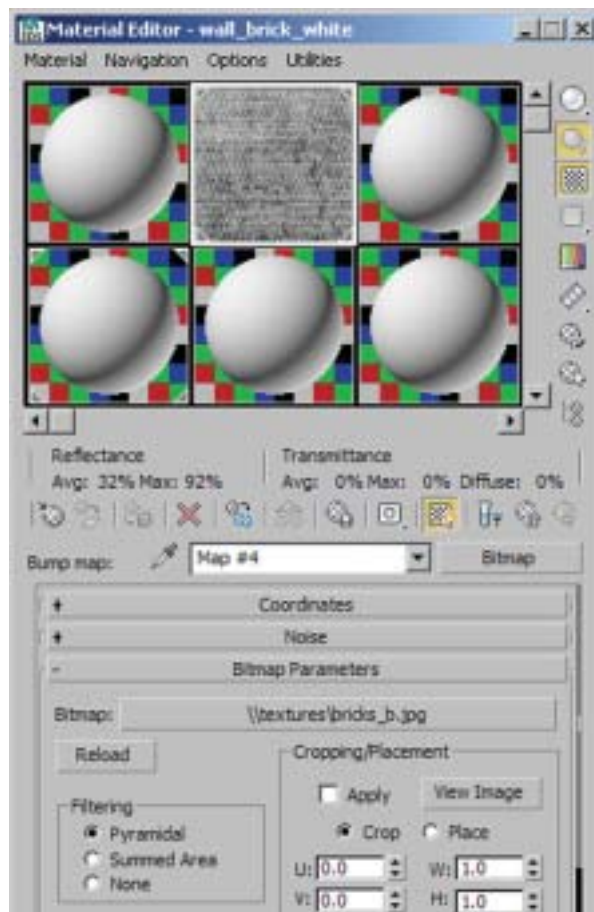 Material Editor - wall_brick_white
Material Navigation Options Utilities
Reflectance
Avg: 32% Max: 92%
Transmittance
Avg: 0% Max: 0% Diffuse: 0%
Bump map: Map #4 Bitmap
+ Coordinates
+ Noise
- Bitmap Parameters
Bitmap: \\textures\bricks_b.jpg
Reload
Cropping/Placement
Apply View Image
Crop Place
U: 0.0 W: 1.0
V: 0.0 H: 1.0
Filtering
Pyramidal
Summed Area
None